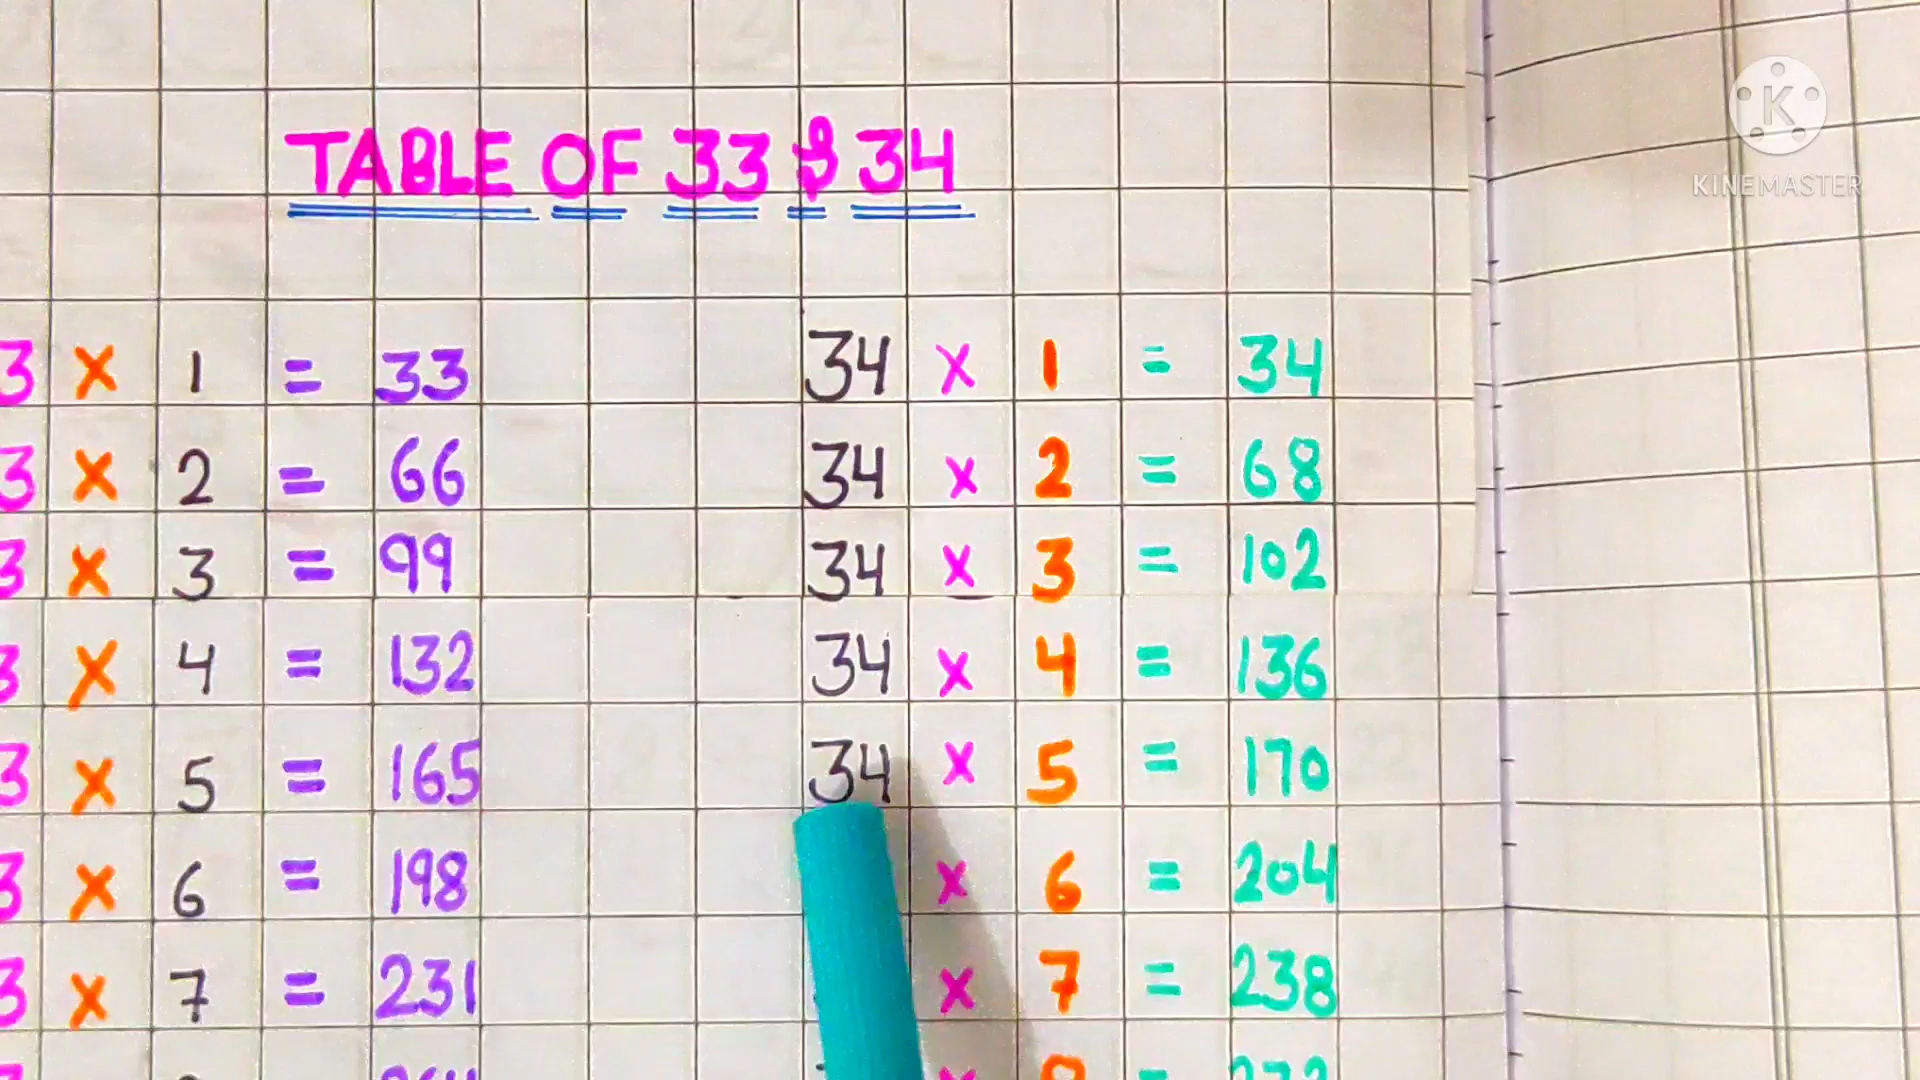 TABLE OF 33 & 34
K
KINEMASTER
3 × 1 = 33 34 × 1 = 34
3 × 2 = 66 34 × 2 = 68
3 × 3 = 99 34 × 3 = 102
3 × 4 = 132 34 × 4 = 136
3 × 5 = 165 34 × 5 = 170
3 × 6 = 198 × 6 = 204
3 × 7 = 231 × 7 = 238